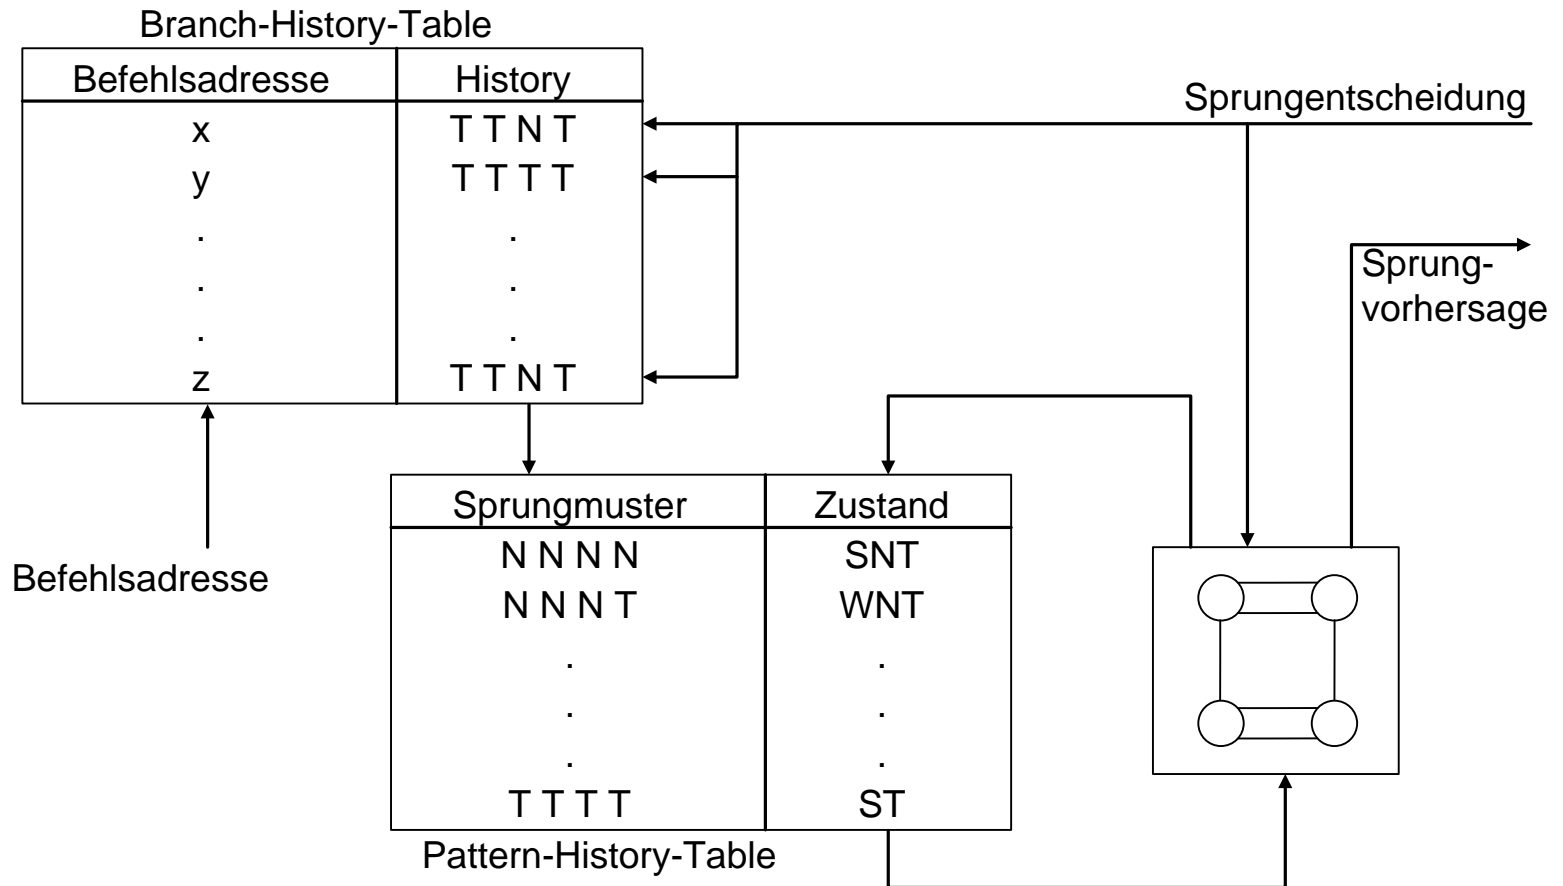 Branch-History-Table
Befehlsadresse History
x T T N T
y T T T T
. .
. .
. .
z T T N T
Sprungentscheidung
Sprung-
vorhersage
Befehlsadresse
Sprungmuster Zustand
N N N N SNT
N N N T WNT
. .
. .
. .
T T T T ST
Pattern-History-Table